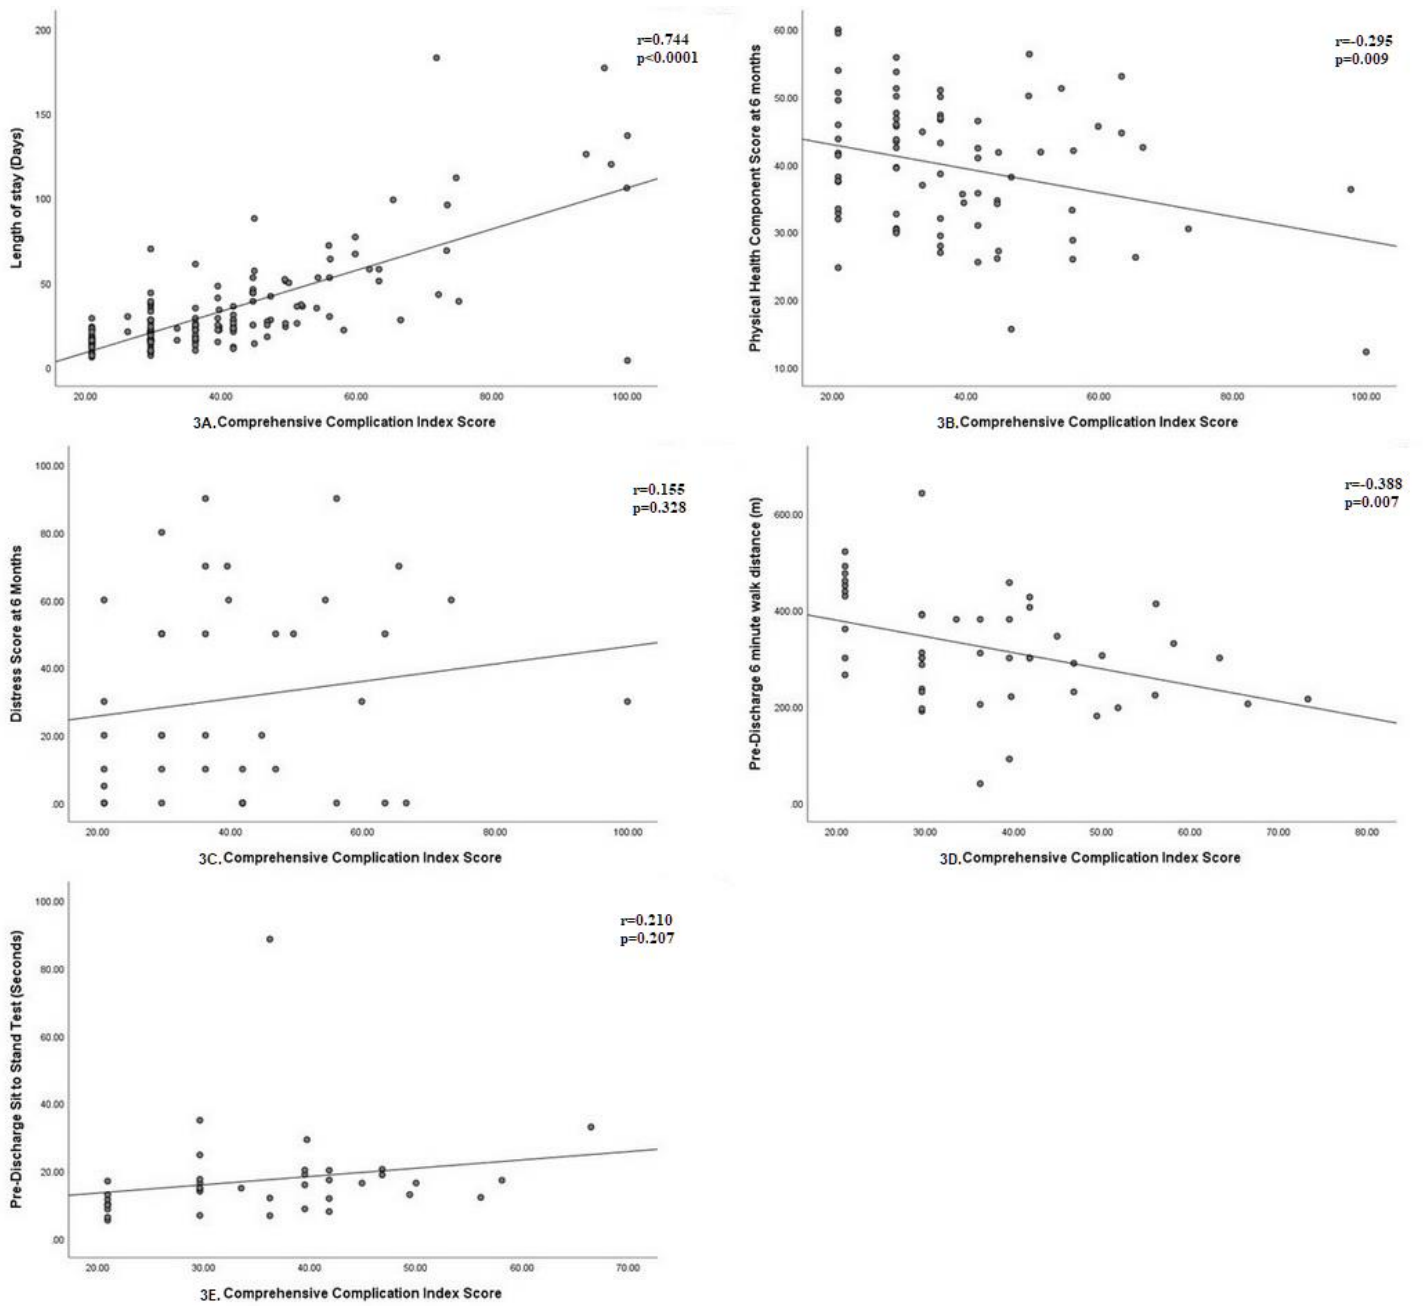 r=0.744
p<0.0001
Length of stay (Days)
200
150
100
50
0
20.00 40.00 60.00 80.00 100.00
3A.Comprehensive Complication Index Score
r=-0.295
p=0.009
Physical Health Component Score at 6 months
60.00
50.00
40.00
30.00
20.00
10.00
20.00 40.00 60.00 80.00 100.00
3B.Comprehensive Complication Index Score
r=0.155
p=0.328
Distress Score at 6 Months
100.00
80.00
60.00
40.00
20.00
.00
20.00 40.00 60.00 80.00 100.00
3C.Comprehensive Complication Index Score
r=-0.388
p=0.007
Pre-Discharge 6 minute walk distance (m)
600.00
400.00
200.00
.00
20.00 30.00 40.00 50.00 60.00 70.00 80.00
3D.Comprehensive Complication Index Score
r=0.210
p=0.207
Pre-Discharge Sit to Stand Test (Seconds)
100.00
80.00
60.00
40.00
20.00
.00
20.00 30.00 40.00 50.00 60.00 70.00
3E. Comprehensive Complication Index Score